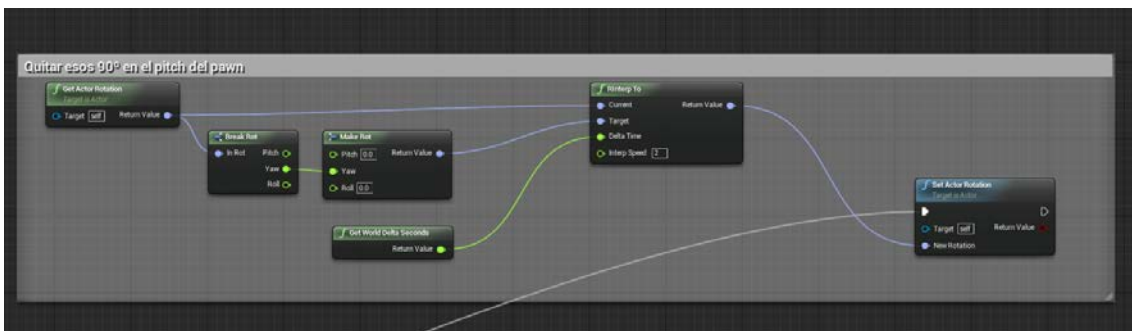 Quitar esos 90º en el pitch del pawn
f Get Actor Rotation
Target is Actor
Target self Return Value
Break Rot
In Rot Pitch
Yaw
Roll
Make Rot
Pitch 0.0 Return Value
Yaw
Roll 0.0
f Get World Delta Seconds
Return Value
f RInterp To
Current Return Value
Target
Delta Time
Interp Speed 2
f Set Actor Rotation
Target is Actor
Target self Return Value
New Rotation